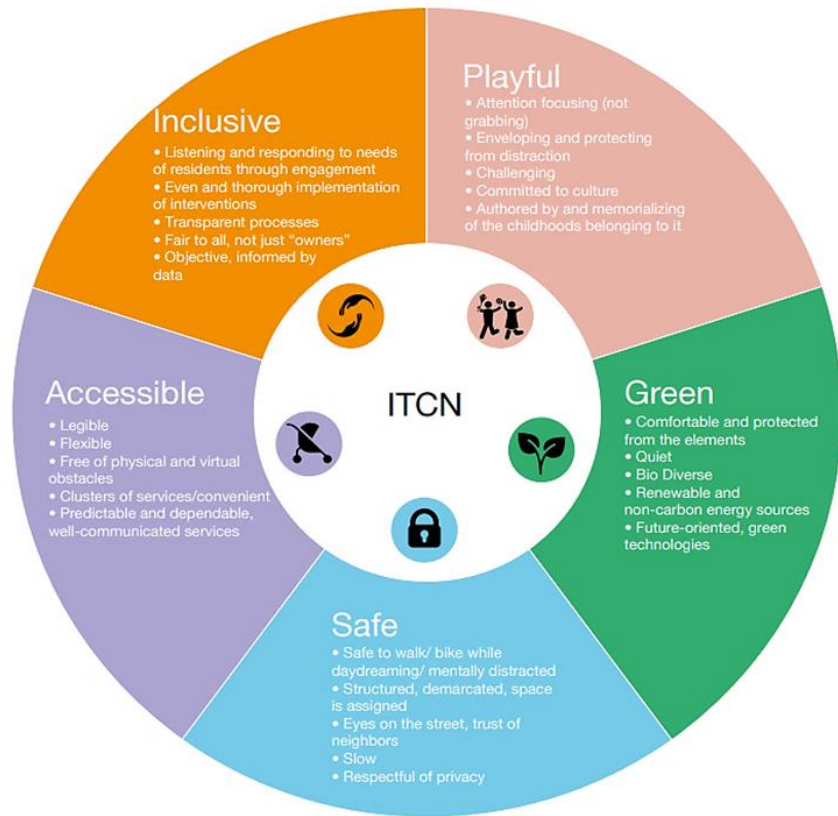 Playful
• Attention focusing (not
grabbing)
• Enveloping and protecting
from distraction
• Challenging
• Committed to culture
• Authored by and memorializing
of the childhoods belonging to it
Inclusive
• Listening and responding to needs
of residents through engagement
• Even and thorough implementation
of interventions
• Transparent processes
• Fair to all, not just “owners”
• Objective, informed by
data
ITCN
Accessible
• Legible
• Flexible
• Free of physical and virtual
obstacles
• Clusters of services/convenient
• Predictable and dependable,
well-communicated services
Green
• Comfortable and protected
from the elements
• Quiet
• Bio Diverse
• Renewable and
non-carbon energy sources
• Future-oriented, green
technologies
Safe
• Safe to walk/ bike while
daydreaming/ mentally distracted
• Structured, demarcated, space
is assigned
• Eyes on the street, trust of
neighbors
• Slow
• Respectful of privacy